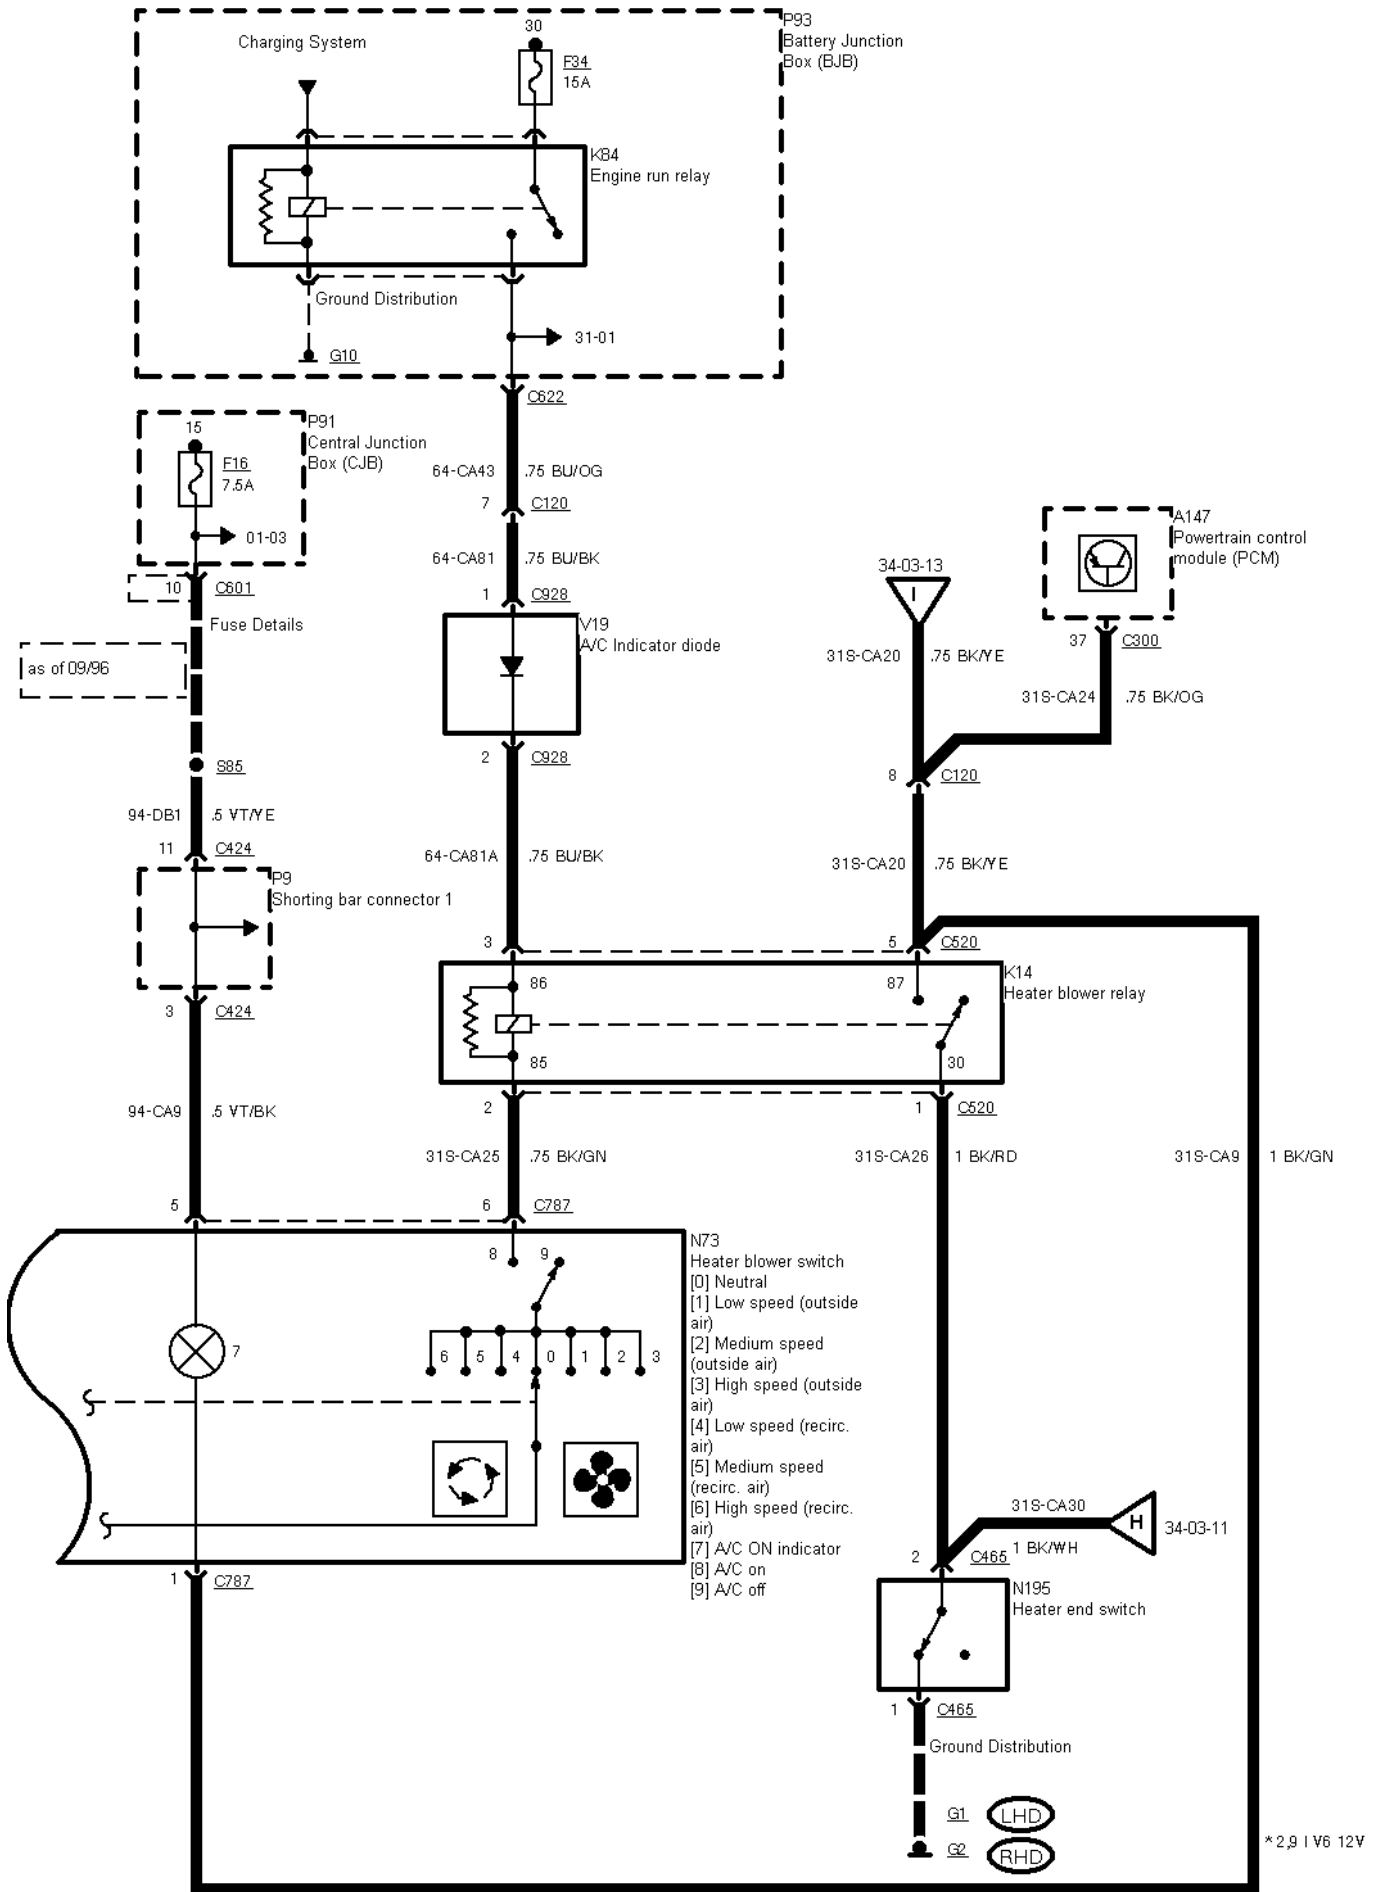 P93
Battery Junction
Box (BJB)
Charging System
30
F34
15A
K84
Engine run relay
Ground Distribution
G10
31-01
C622
P91
Central Junction
Box (CJB)
15
F16
7.5A
01-03
10
C601
Fuse Details
as of 09/96
S85
94-DB1
.5 VT/YE
11
C424
P9
Shorting bar connector 1
3
C424
94-CA9
.5 VT/BK
64-CA43
.75 BU/OG
7
C120
64-CA81
.75 BU/BK
1
C928
V19
A/C Indicator diode
2
C928
64-CA81A
.75 BU/BK
34-03-13
I
31S-CA20
.75 BK/YE
A147
Powertrain control
module (PCM)
37
C300
31S-CA24
.75 BK/OG
8
C120
31S-CA20
.75 BK/YE
3
5
C520
86
87
K14
Heater blower relay
85
30
2
1
C520
31S-CA25
.75 BK/GN
31S-CA26
1 BK/RD
31S-CA9
1 BK/GN
5
6
C787
8
9
7
6
5
4
0
1
2
3
N73
Heater blower switch
[0] Neutral
[1] Low speed (outside
air)
[2] Medium speed
(outside air)
[3] High speed (outside
air)
[4] Low speed (recirc.
air)
[5] Medium speed
(recirc. air)
[6] High speed (recirc.
air)
[7] A/C ON indicator
[8] A/C on
[9] A/C off
1
C787
31S-CA30
H
34-03-11
1 BK/WH
2
C465
N195
Heater end switch
1
C465
Ground Distribution
G1
LHD
G2
RHD
* 2,9 l V6 12V